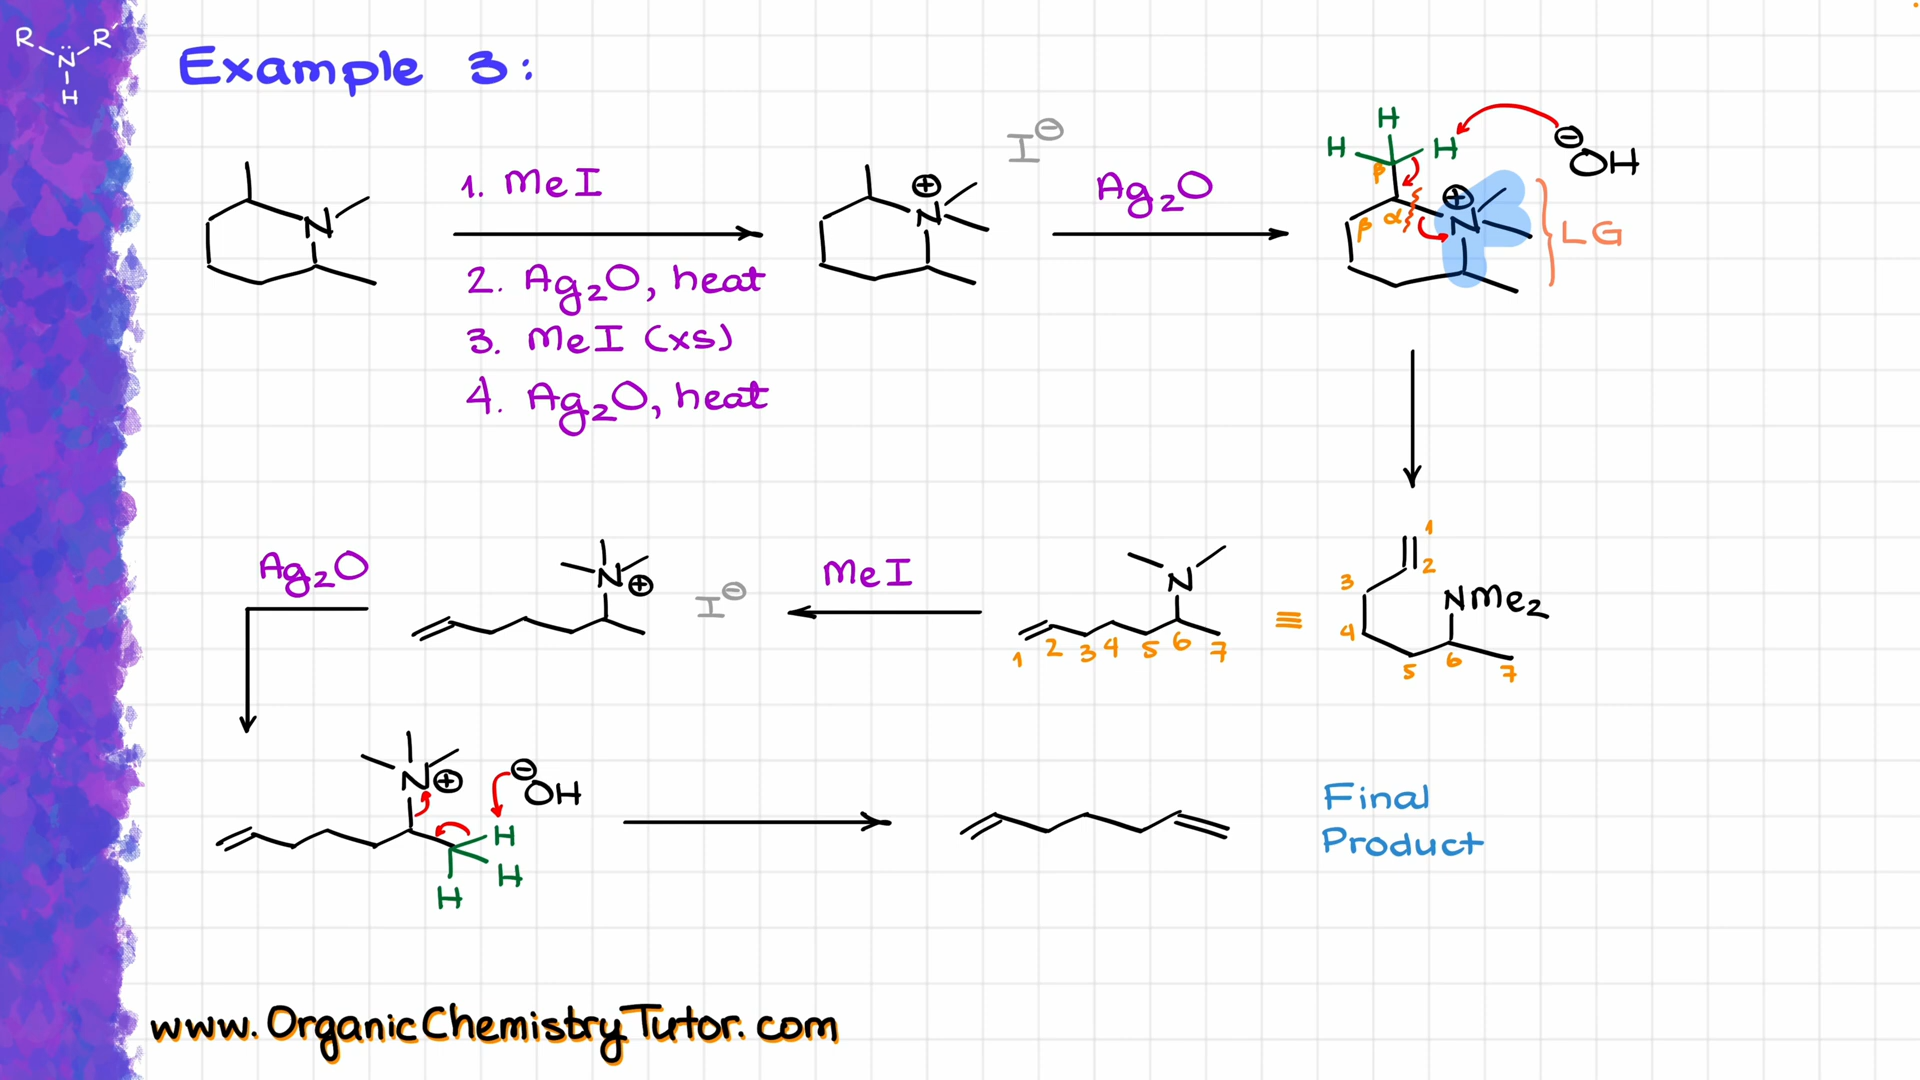 R R'
N̈
H
Example 3:
1. MeI
2. Ag₂O, heat
3. MeI (xs)
4. Ag₂O, heat
N
I⊖
⊕
N
Ag₂O
H
H H
⊖OH
β
⊕
α
β
N
LG
1
2
3
NMe₂
4
5 6 7
≡
N
1 2 3 4 5 6 7
MeI
N⊕
I⊖
Ag₂O
N⊕
⊖OH
H
H
H
Final
Product
www.OrganicChemistryTutor.com